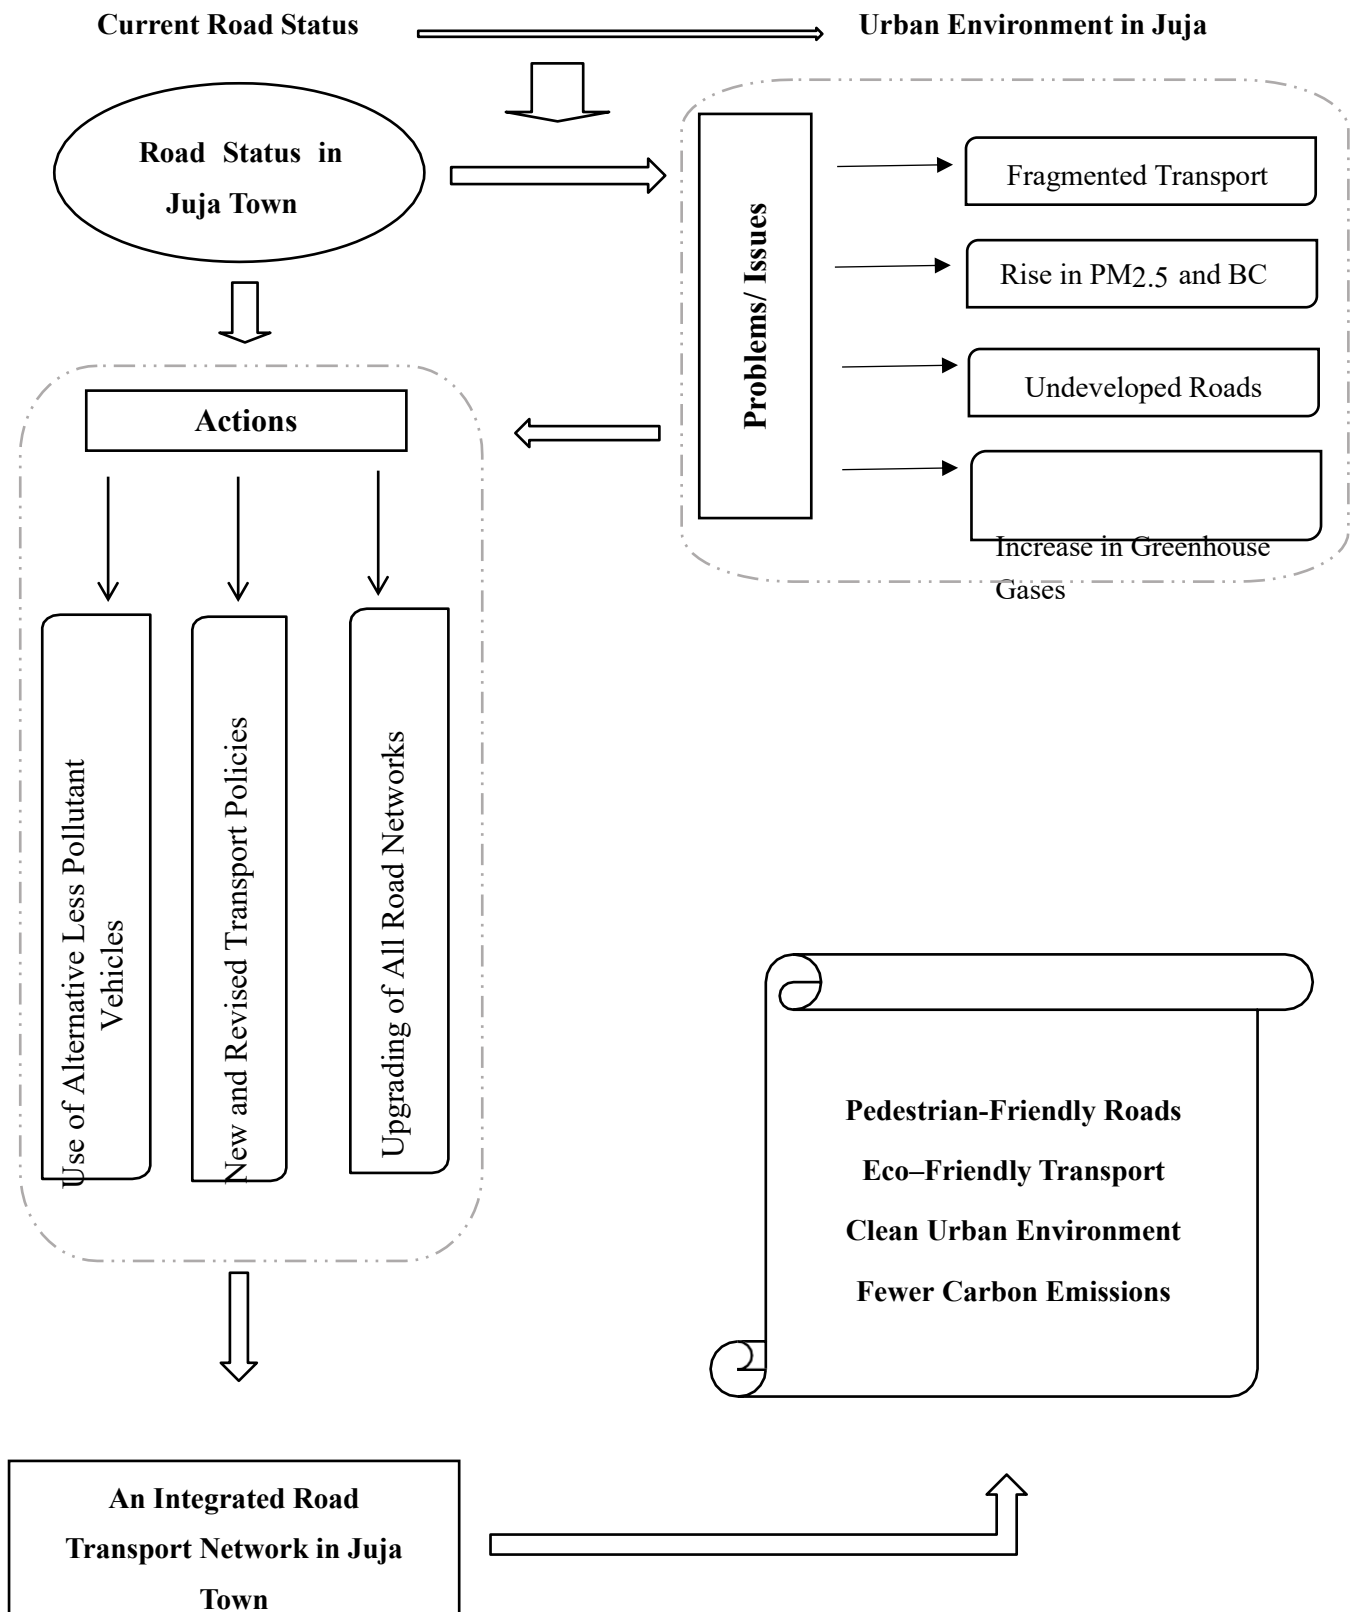 Current Road Status
Urban Environment in Juja
Road Status in
Juja Town
Problems/ Issues
Fragmented Transport
Rise in PM2.5 and BC
Undeveloped Roads
Increase in Greenhouse
Gases
Actions
Use of Alternative Less Pollutant
Vehicles
New and Revised Transport Policies
Upgrading of All Road Networks
Pedestrian-Friendly Roads
Eco–Friendly Transport
Clean Urban Environment
Fewer Carbon Emissions
An Integrated Road
Transport Network in Juja
Town